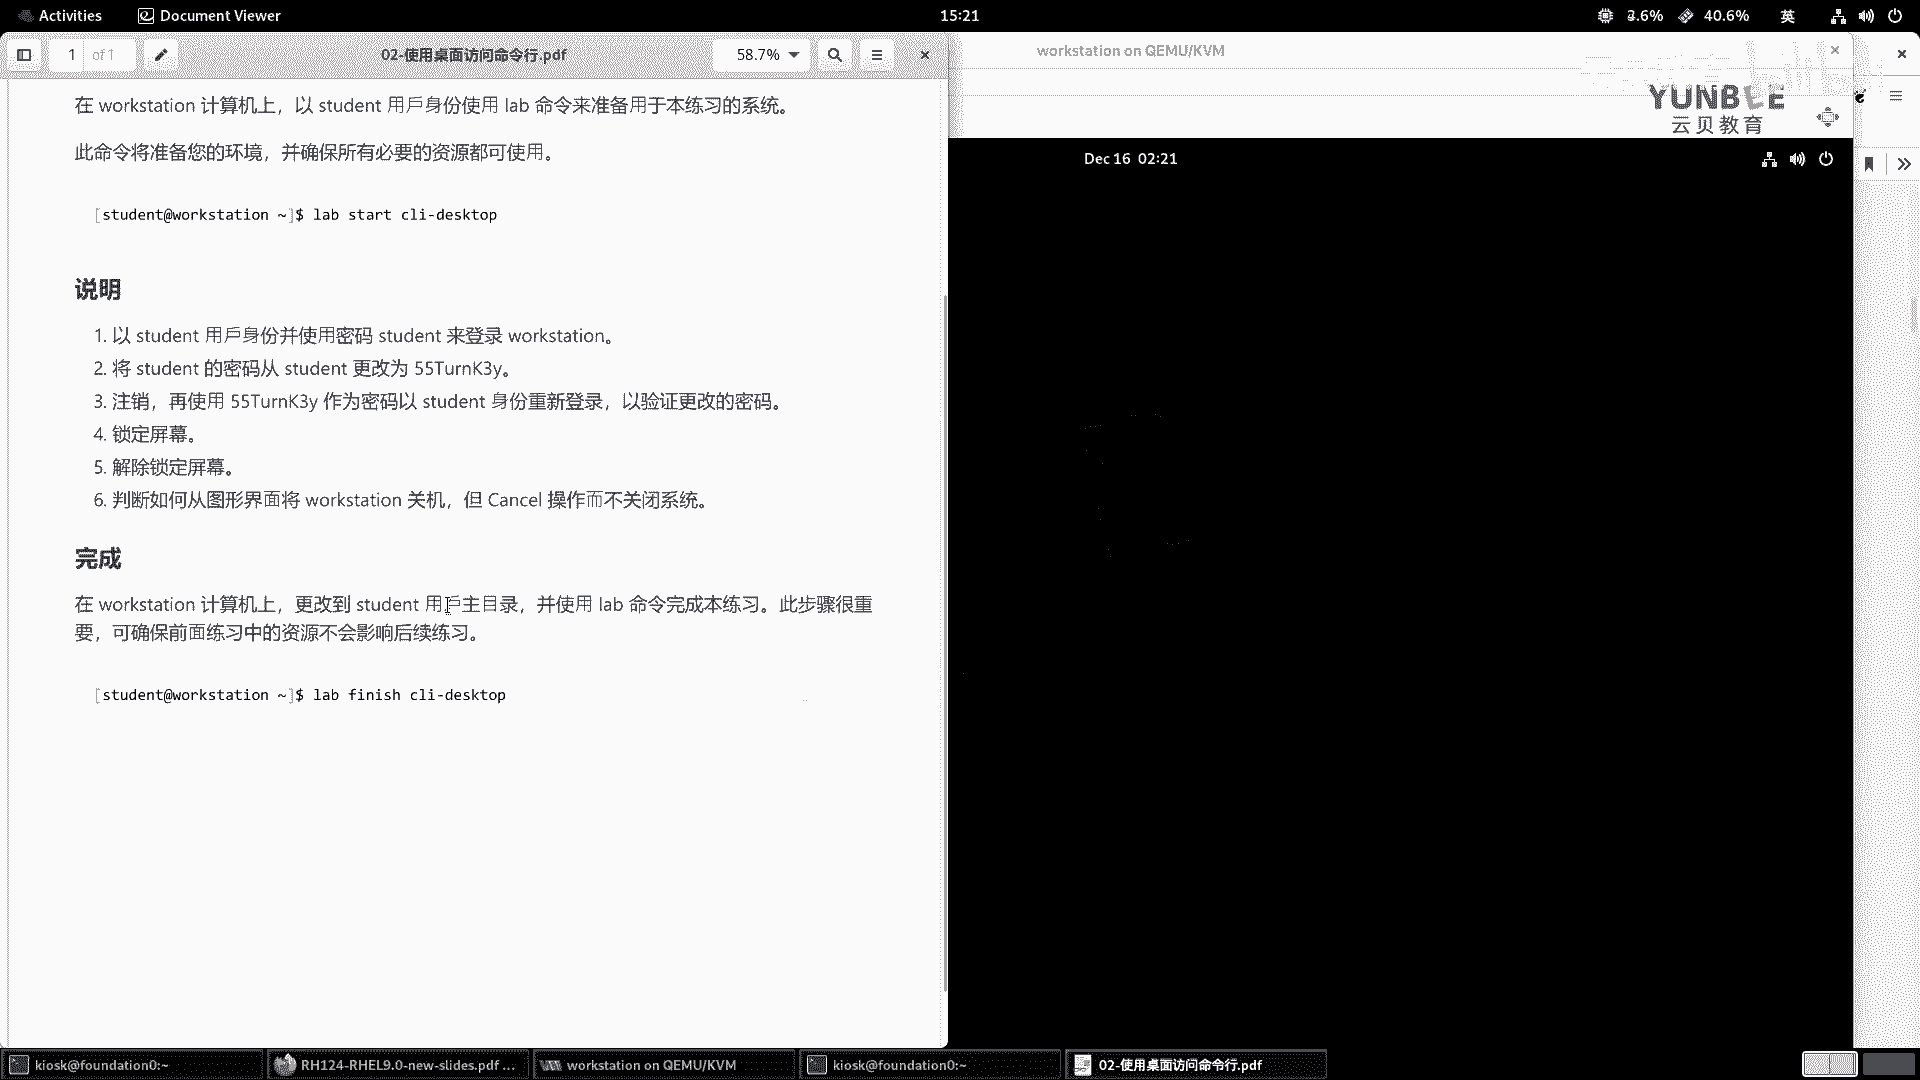 Activities
Document Viewer
15:21
3.6%
40.6%
英
1 of 1
02-使用桌面访问命令行.pdf
58.7%
workstation on QEMU/KVM
YUNBEE
云贝教育
Dec 16 02:21
在 workstation 计算机上，以 student 用戶身份使用 lab 命令来准备用于本练习的系统。
此命令将准备您的环境，并确保所有必要的资源都可使用。
[student@workstation ~]$ lab start cli-desktop
说明
1. 以 student 用戶身份并使用密码 student 来登录 workstation。
2. 将 student 的密码从 student 更改为 55TurnK3y。
3. 注销，再使用 55TurnK3y 作为密码以 student 身份重新登录，以验证更改的密码。
4. 锁定屏幕。
5. 解除锁定屏幕。
6. 判断如何从图形界面将 workstation 关机，但 Cancel 操作而不关闭系统。
完成
在 workstation 计算机上，更改到 student 用戶主目录，并使用 lab 命令完成本练习。此步骤很重
要，可确保前面练习中的资源不会影响后续练习。
[student@workstation ~]$ lab finish cli-desktop
kiosk@foundation0:~
RH124-RHEL9.0-new-slides.pdf ...
workstation on QEMU/KVM
kiosk@foundation0:~
02-使用桌面访问命令行.pdf